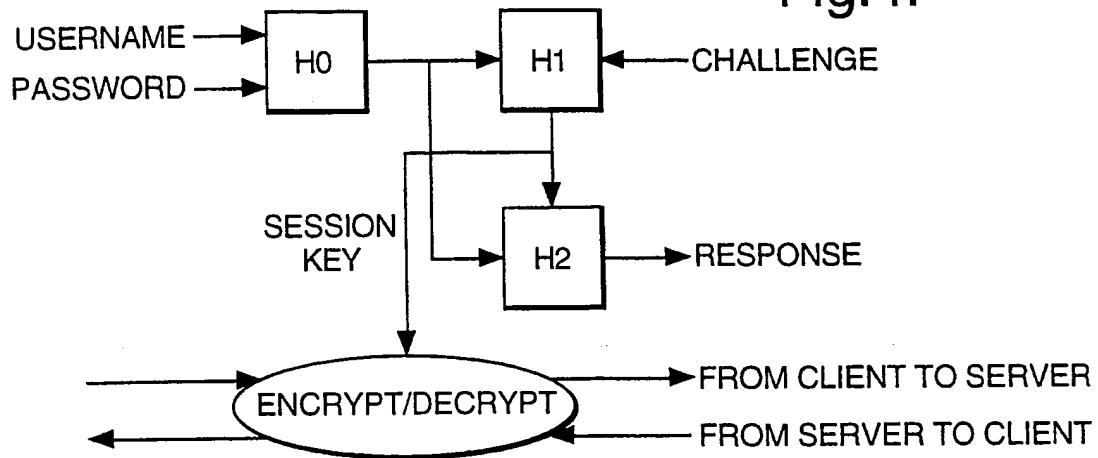 USERNAME
PASSWORD
H0
H1
CHALLENGE
SESSION
KEY
H2
RESPONSE
ENCRYPT/DECRYPT
FROM CLIENT TO SERVER
FROM SERVER TO CLIENT